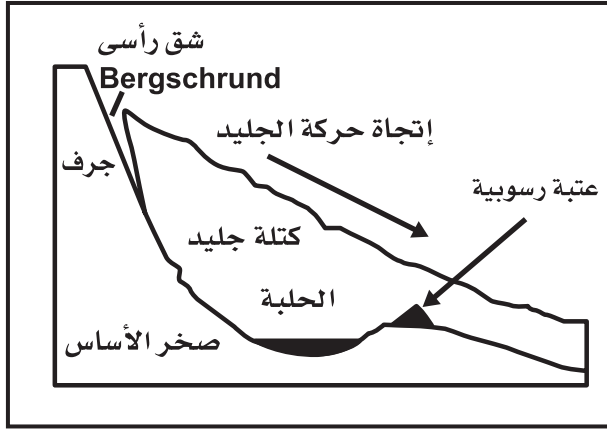 شق رأسى
Bergschrund
إتجاة حركة الجليد
جرف
عتبة رسوبية
كتلة جليد
الحلبة
صخر الأساس